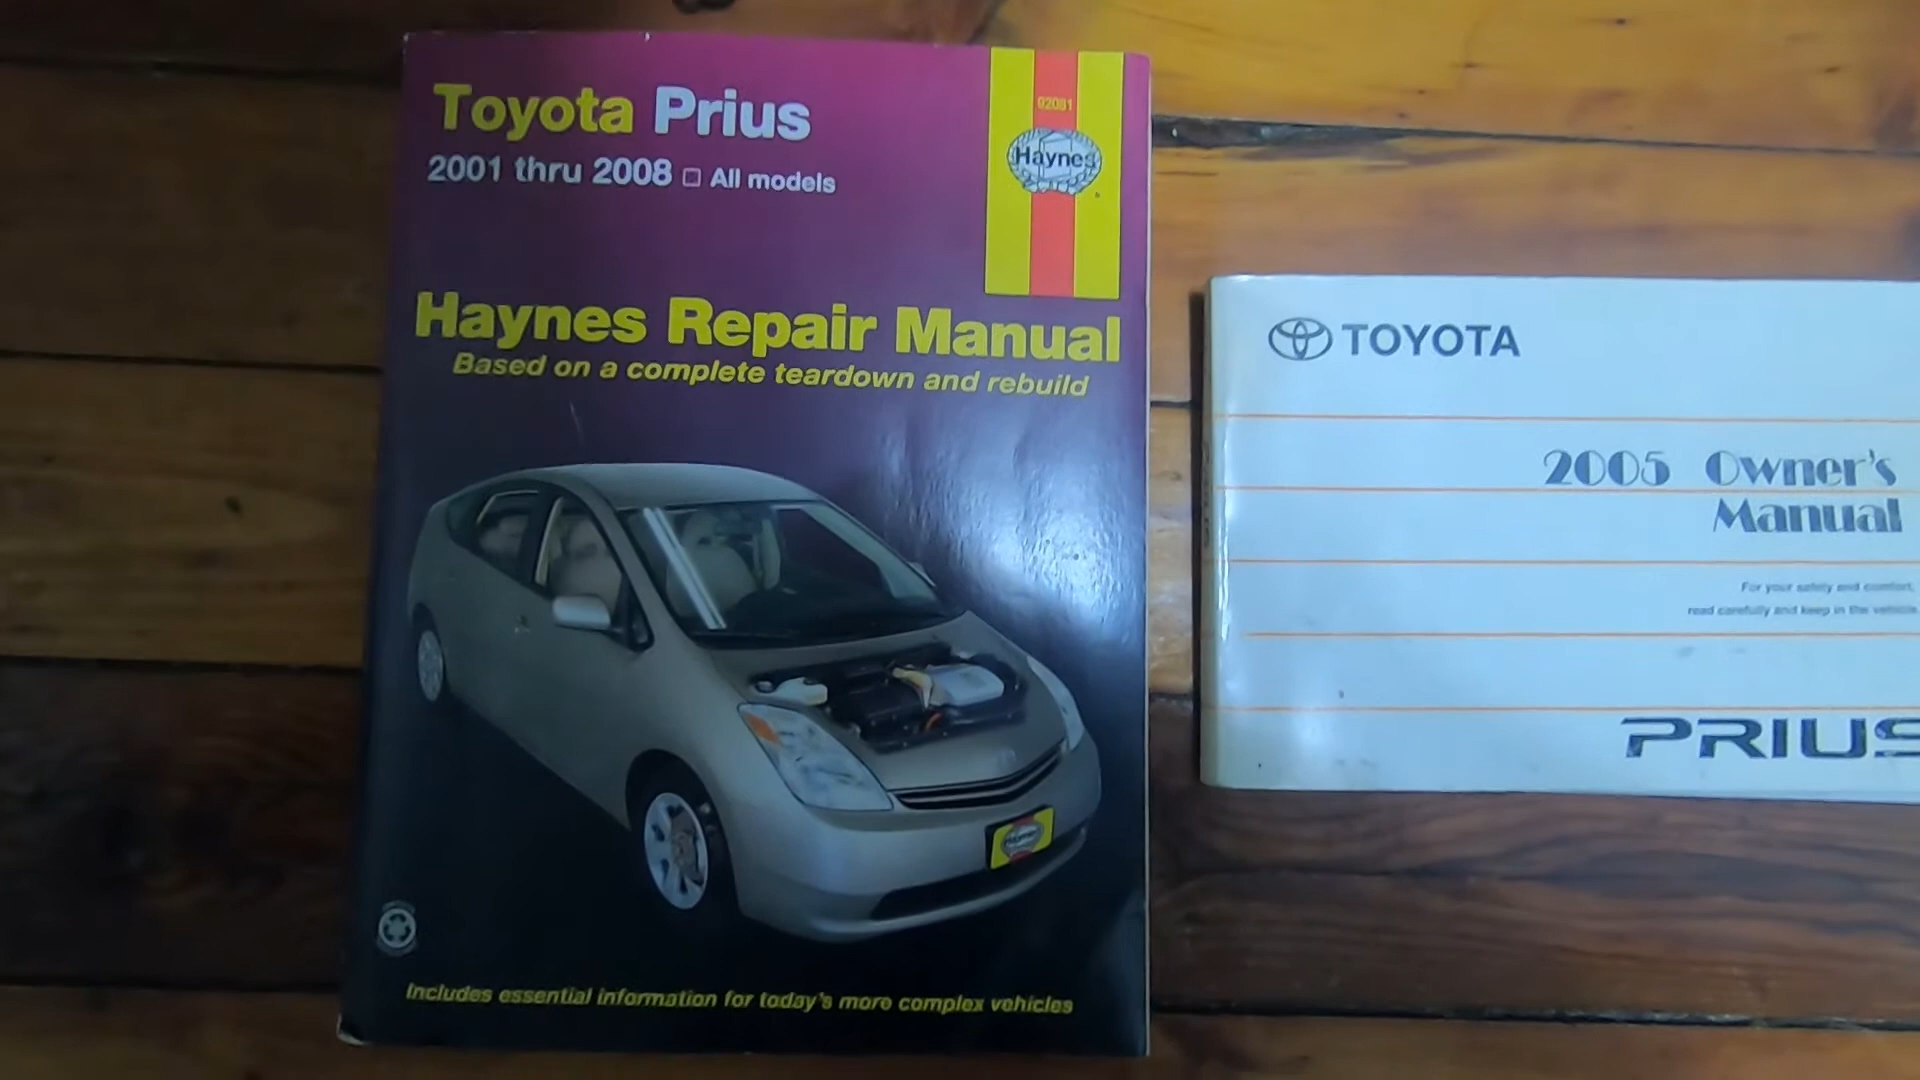 Toyota Prius
2001 thru 2008 All models
92081
Haynes
Haynes Repair Manual
Based on a complete teardown and rebuild
Haynes
Includes essential information for today's more complex vehicles
TOYOTA
2005 Owner's
Manual
For your safety and comfort,
read carefully and keep in the vehicle
PRIUS